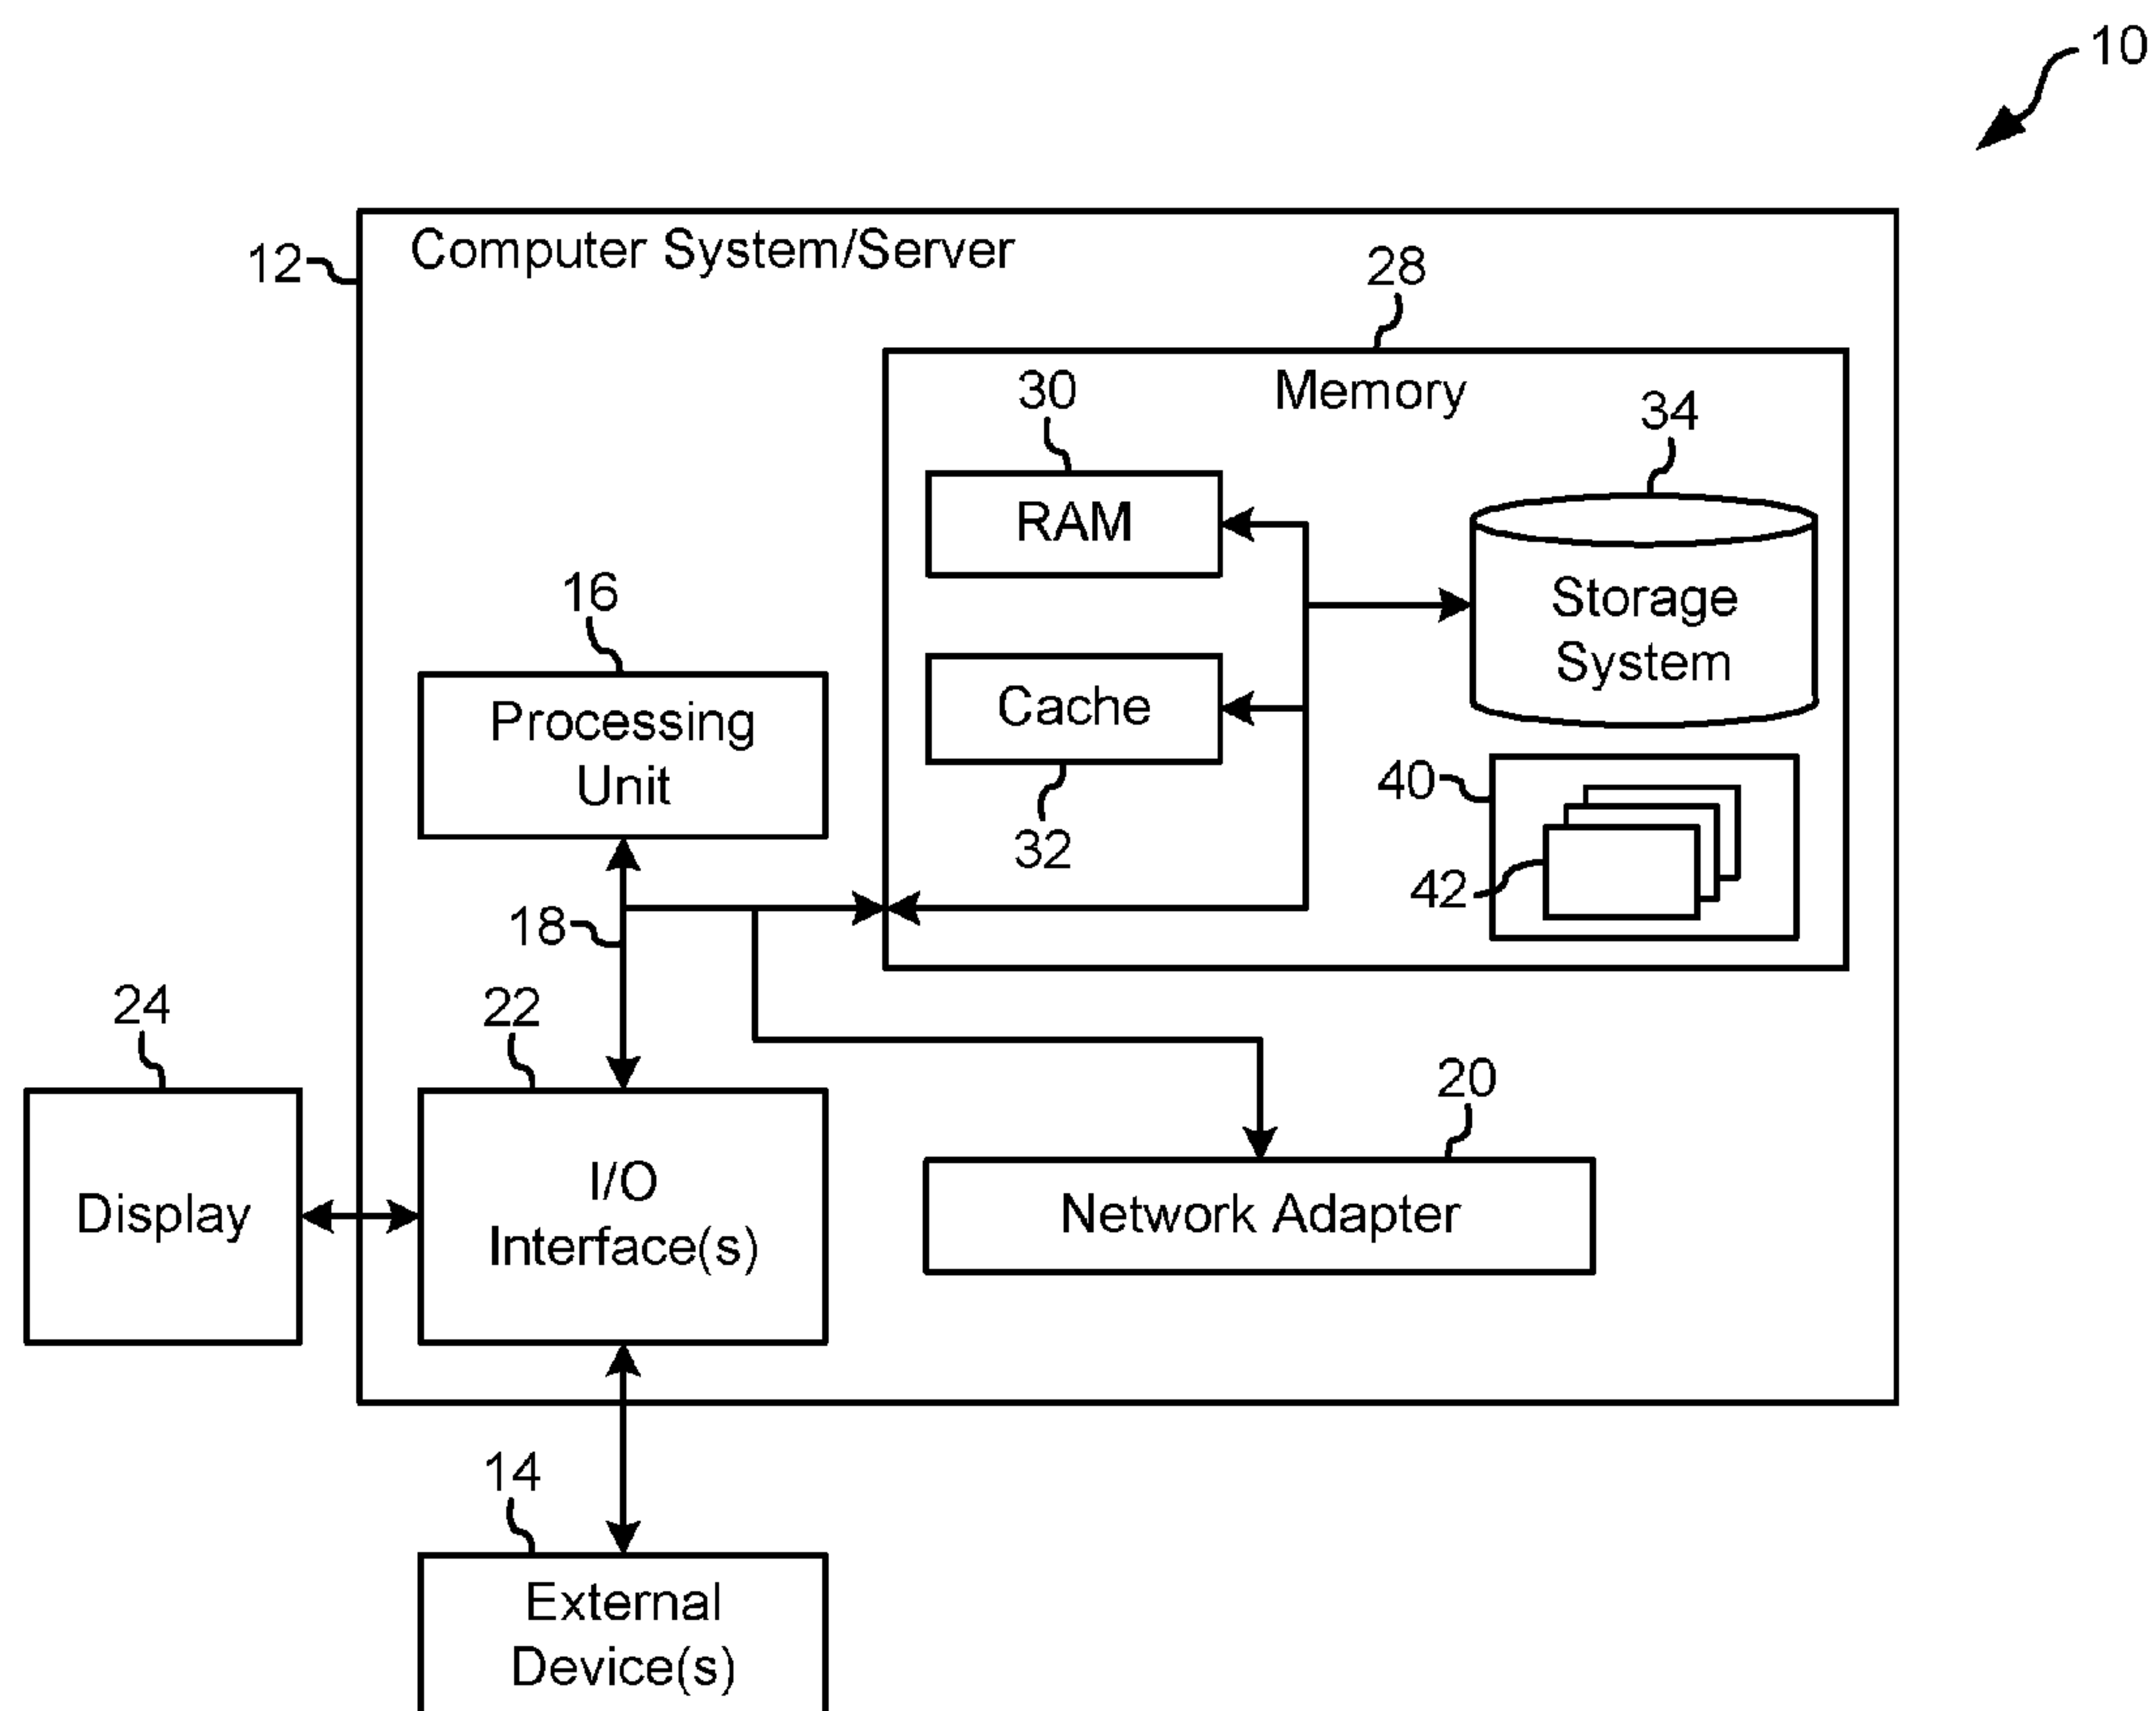 10
12
Computer System/Server
28
Memory
30
34
RAM
Storage
System
16
Processing
Unit
Cache
32
40
42
18
24
22
20
Display
I/O
Interface(s)
Network Adapter
14
External
Device(s)